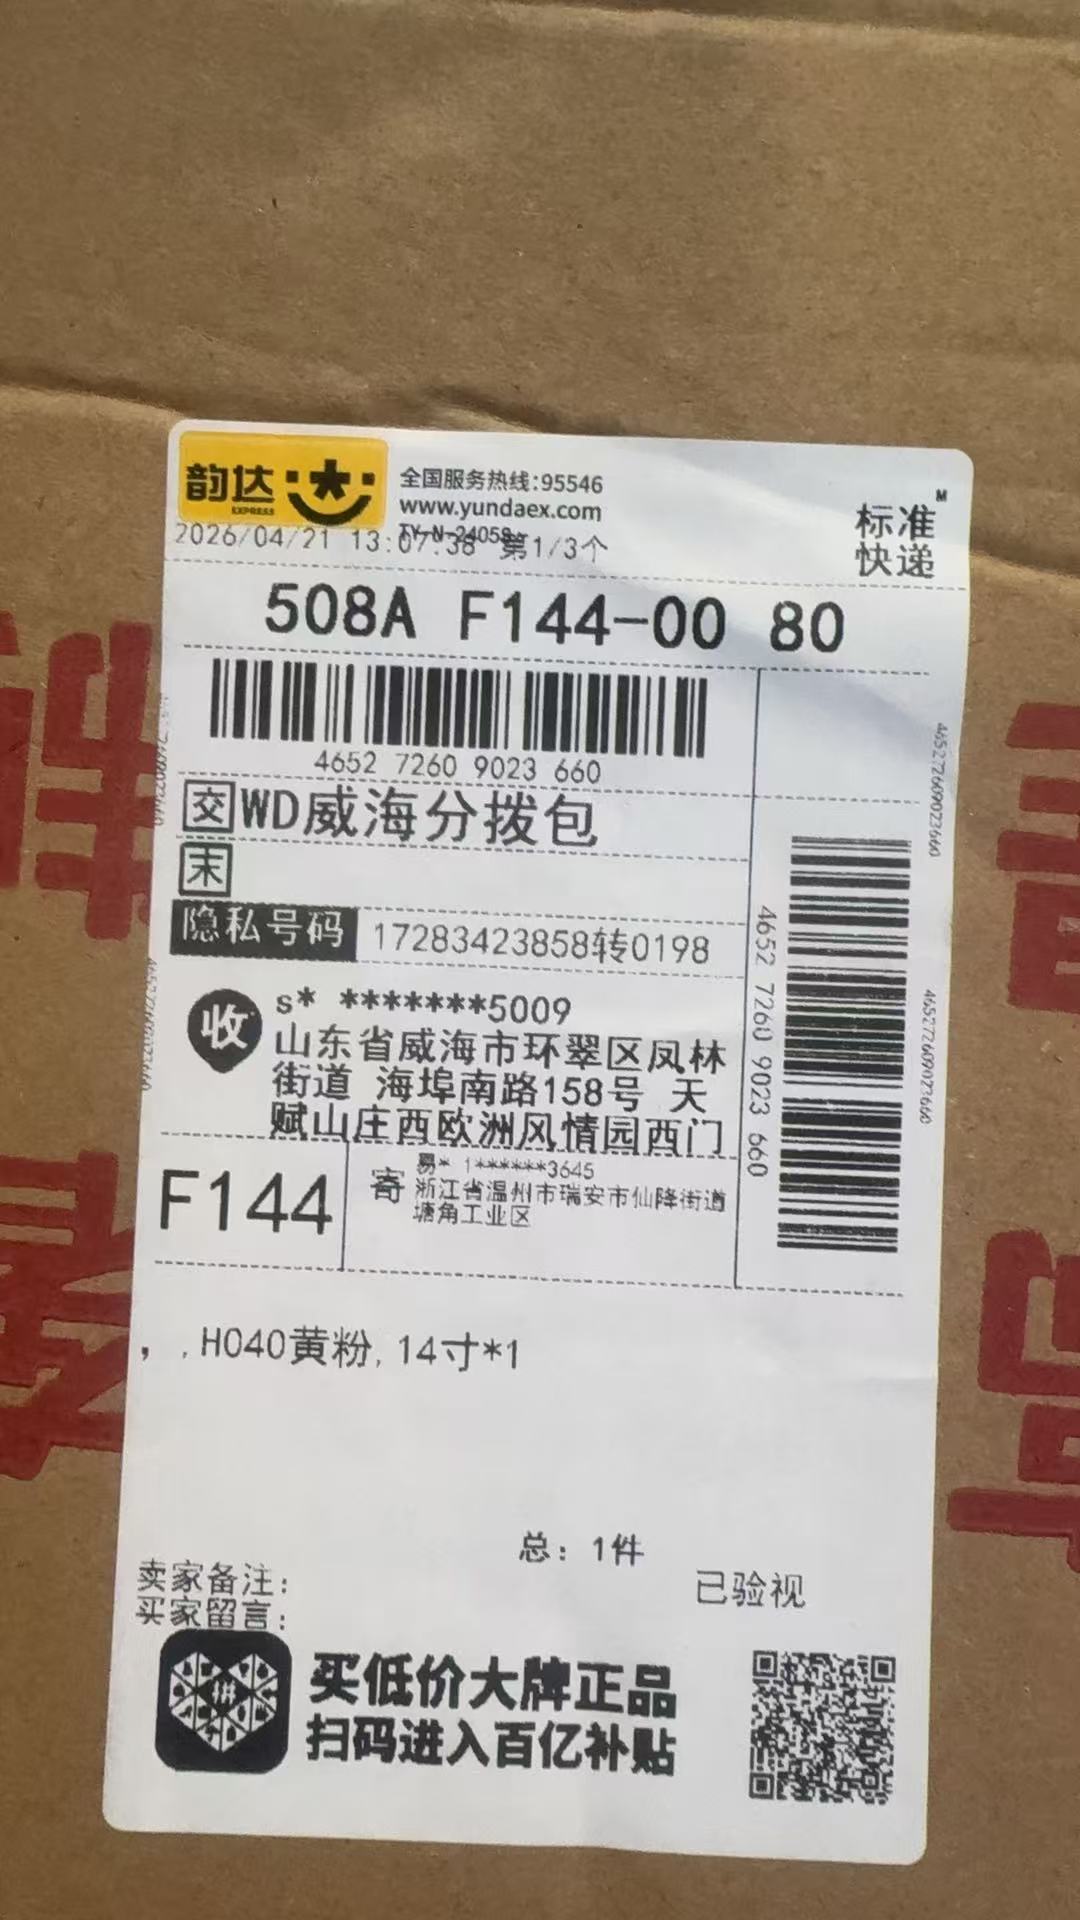 韵达
EXPRESS
全国服务热线:95546
www.yundaex.com
2026/04/21 13:07:38 第1/3个
标准
快递
508A F144-00 80
4652 7260 9023 660
交WD威海分拨包
末
隐私号码 17283423858转0198
收 s* *******5009
山东省威海市环翠区凤林
街道 海埠南路158号 天
赋山庄西欧洲风情园西门
F144
寄 易* 1******3645
浙江省温州市瑞安市仙降街道
塘角工业区
4652 7260 9023 660
465272609023660
465272609023660
, ,H040黄粉,14寸*1
总: 1件
已验视
卖家备注:
买家留言:
拼
买低价大牌正品
扫码进入百亿补贴